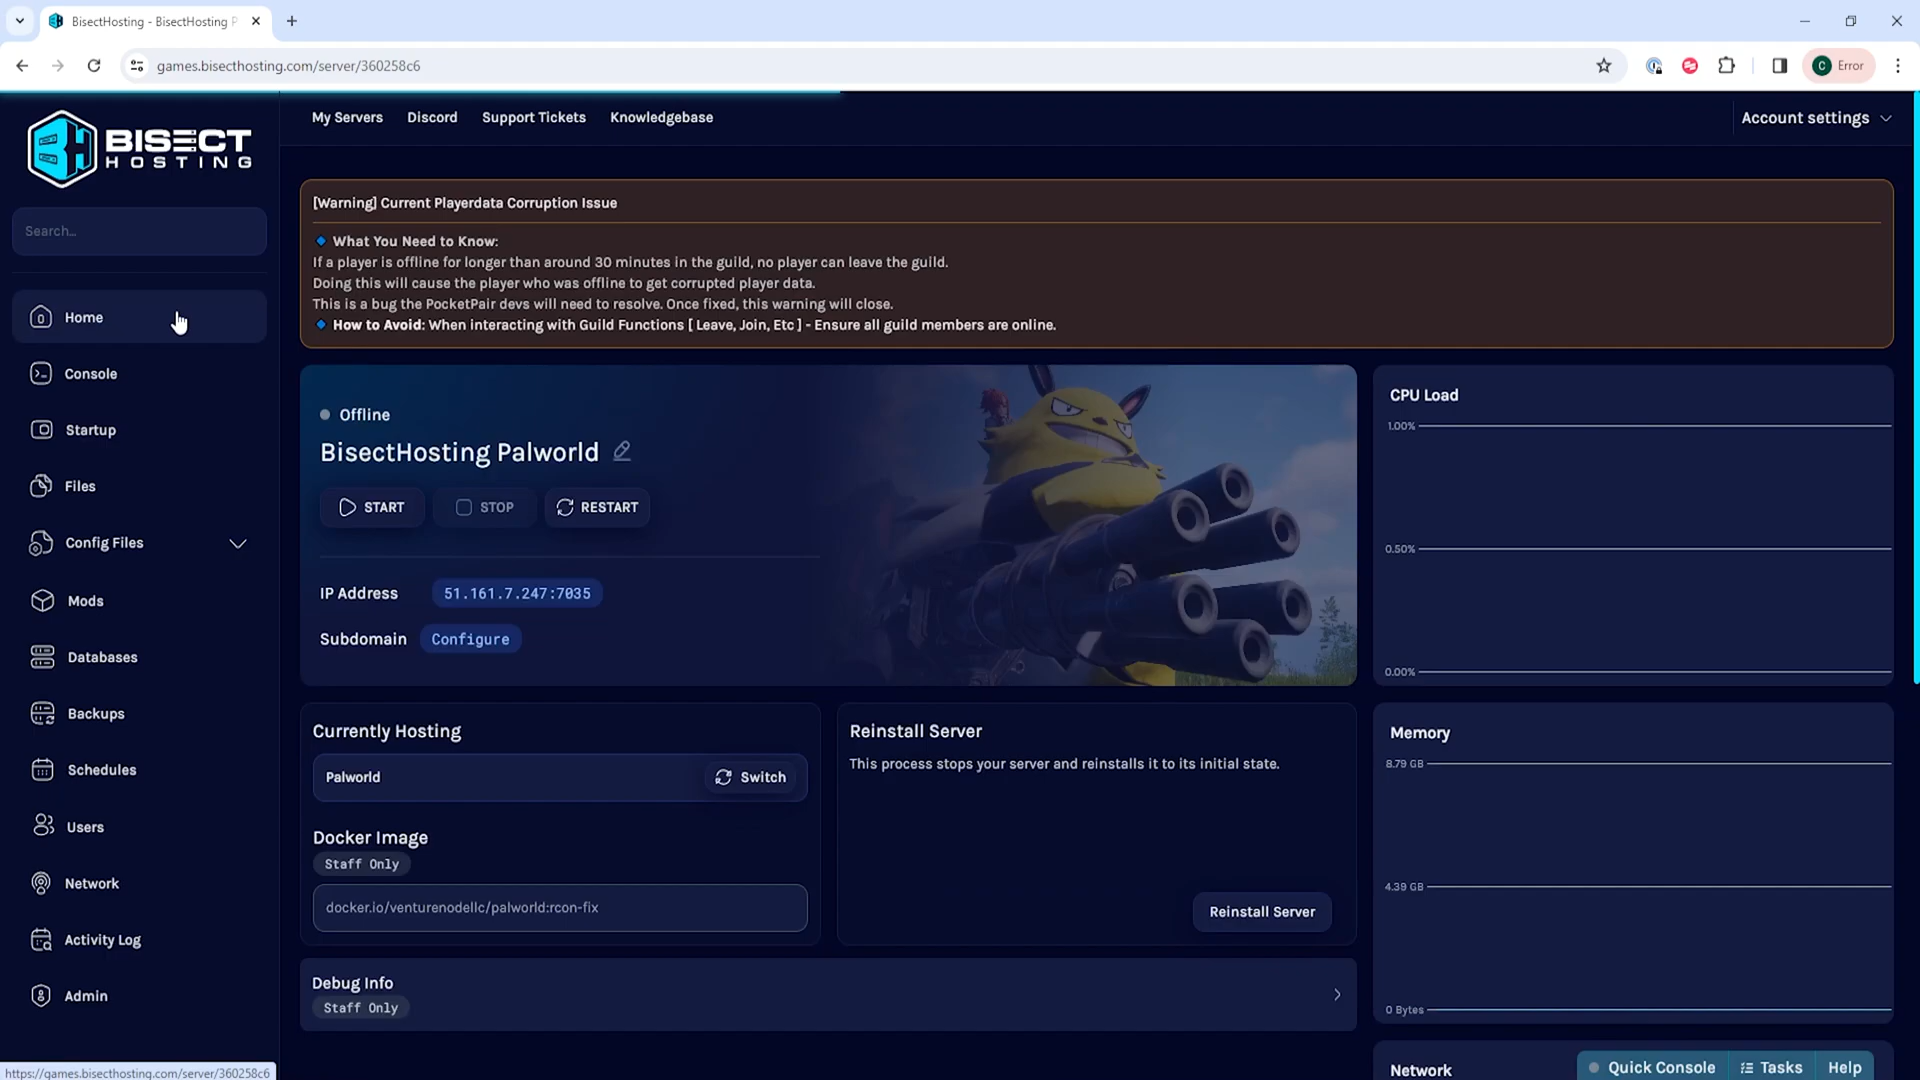 BisectHosting - BisectHosting P
games.bisecthosting.com/server/360258c6
C Error
BISECT
HOSTING
My Servers Discord Support Tickets Knowledgebase
Account settings
Search...
Home
Console
Startup
Files
Config Files
Mods
Databases
Backups
Schedules
Users
Network
Activity Log
Admin
[Warning] Current Playerdata Corruption Issue
What You Need to Know:
If a player is offline for longer than around 30 minutes in the guild, no player can leave the guild.
Doing this will cause the player who was offline to get corrupted player data.
This is a bug the PocketPair devs will need to resolve. Once fixed, this warning will close.
How to Avoid: When interacting with Guild Functions [ Leave, Join, Etc ] - Ensure all guild members are online.
Offline
BisectHosting Palworld
START STOP RESTART
IP Address 51.161.7.247:7035
Subdomain Configure
CPU Load
1.00%
0.50%
0.00%
Currently Hosting
Palworld Switch
Docker Image
Staff Only
docker.io/venturenodellc/palworld:rcon-fix
Reinstall Server
This process stops your server and reinstalls it to its initial state.
Reinstall Server
Memory
8.79 GB
4.39 GB
0 Bytes
Debug Info
Staff Only
Network
Quick Console Tasks Help
https://games.bisecthosting.com/server/360258c6